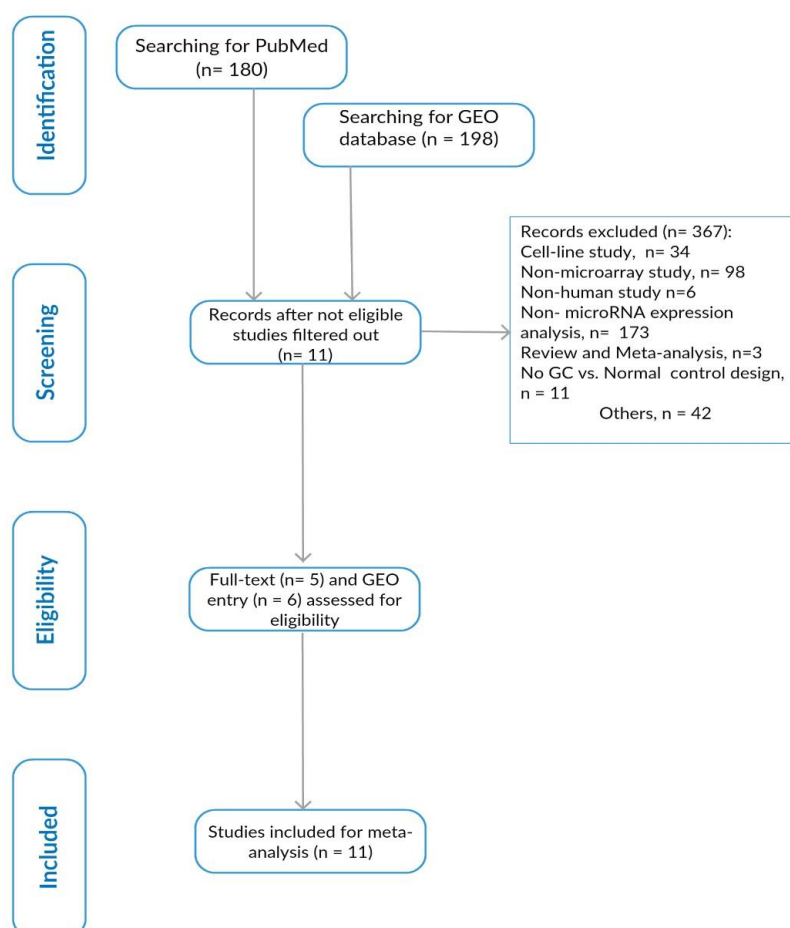 Identification
Searching for PubMed
(n= 180)
Searching for GEO
database (n = 198)
Screening
Records after not eligible
studies filtered out
(n= 11)
Records excluded (n= 367):
Cell-line study,  n= 34
Non-microarray study, n= 98
Non-human study n=6
Non- microRNA expression
analysis, n=  173
Review and Meta-analysis, n=3
No GC vs. Normal  control design,
n = 11
Others, n = 42
Eligibility
Full-text (n= 5) and GEO
entry (n = 6) assessed for
eligibility
Included
Studies included for meta-
analysis (n = 11)